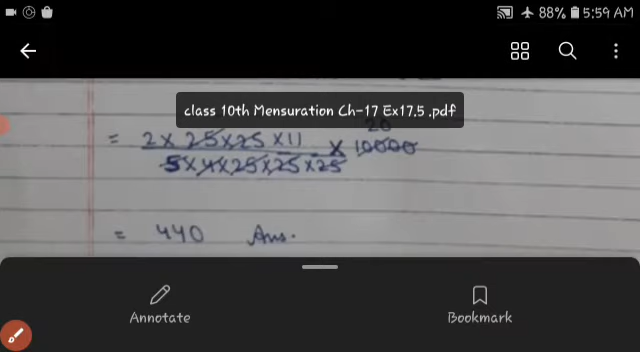 88% 5:59 AM
class 10th Mensuration Ch-17 Ex17.5 .pdf
20
= 2 × 25 × 25 × 11 × 10000
5 × 4 × 25 × 25 × 25
= 440 Ans.
Annotate
Bookmark